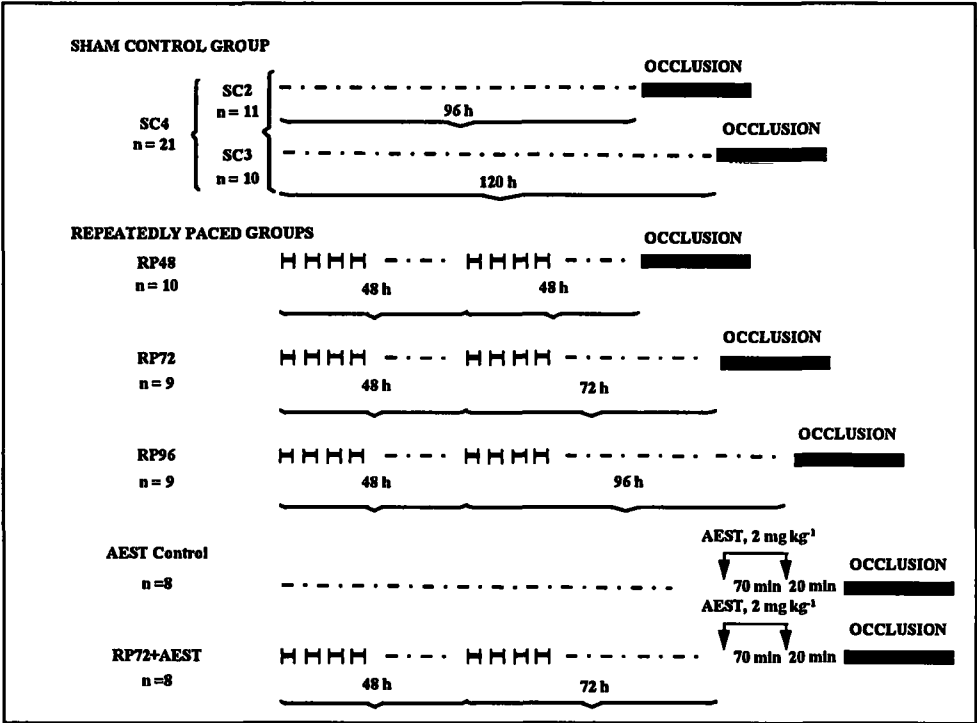 SHAM CONTROL GROUP
OCCLUSION
SC2
n = 11
96 h
SC4
n = 21
OCCLUSION
SC3
n = 10
120 h
REPEATEDLY PACED GROUPS
OCCLUSION
RP48
n = 10
48 h
48 h
OCCLUSION
RP72
n = 9
48 h
72 h
OCCLUSION
RP96
n = 9
48 h
96 h
AEST, 2 mg kg⁻¹
AEST Control
OCCLUSION
n =8
70 min 20 min
AEST, 2 mg kg⁻¹
OCCLUSION
RP72+AEST
70 min 20 min
n =8
48 h
72 h